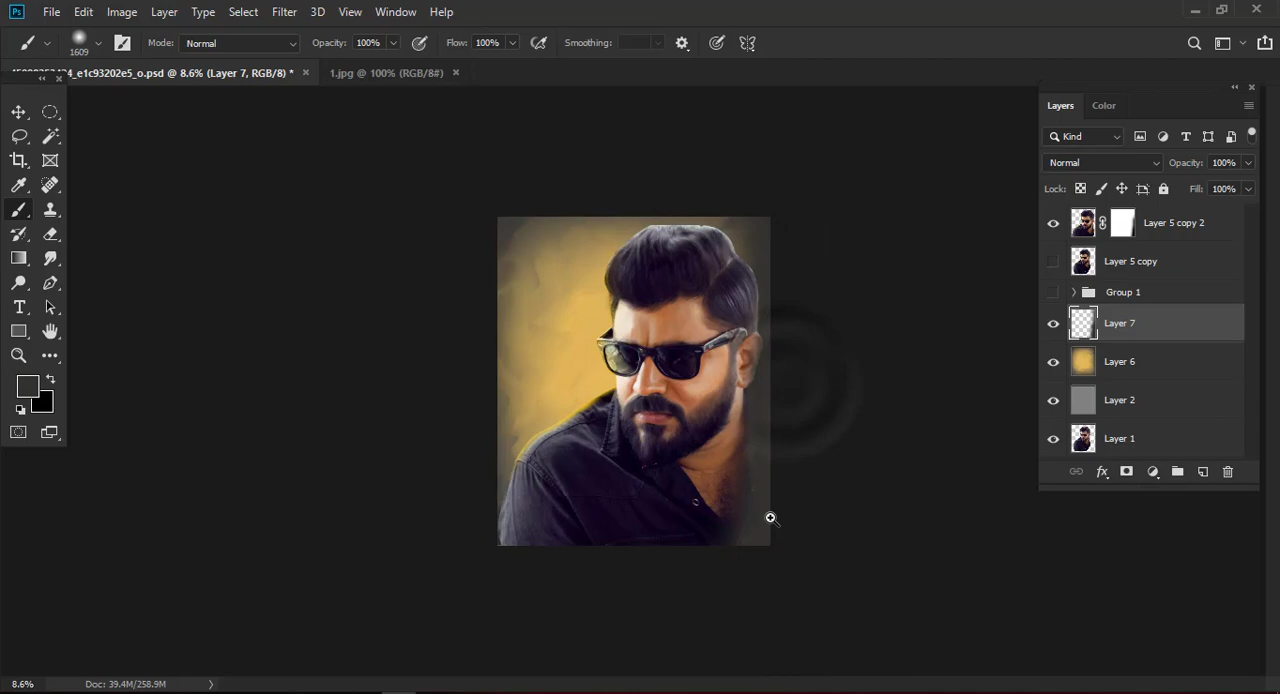 Ps File Edit Image Layer Type Select Filter 3D View Window Help
1609 Mode: Normal Opacity: 100% Flow: 100% Smoothing:
_e1c93202e5_o.psd @ 8.6% (Layer 7, RGB/8) * × 1.jpg @ 100% (RGB/8#) ×
Layers Color
Kind
Normal Opacity: 100%
Lock: Fill: 100%
Layer 5 copy 2
Layer 5 copy
Group 1
Layer 7
Layer 6
Layer 2
Layer 1
fx
8.6% Doc: 39.4M/258.9M